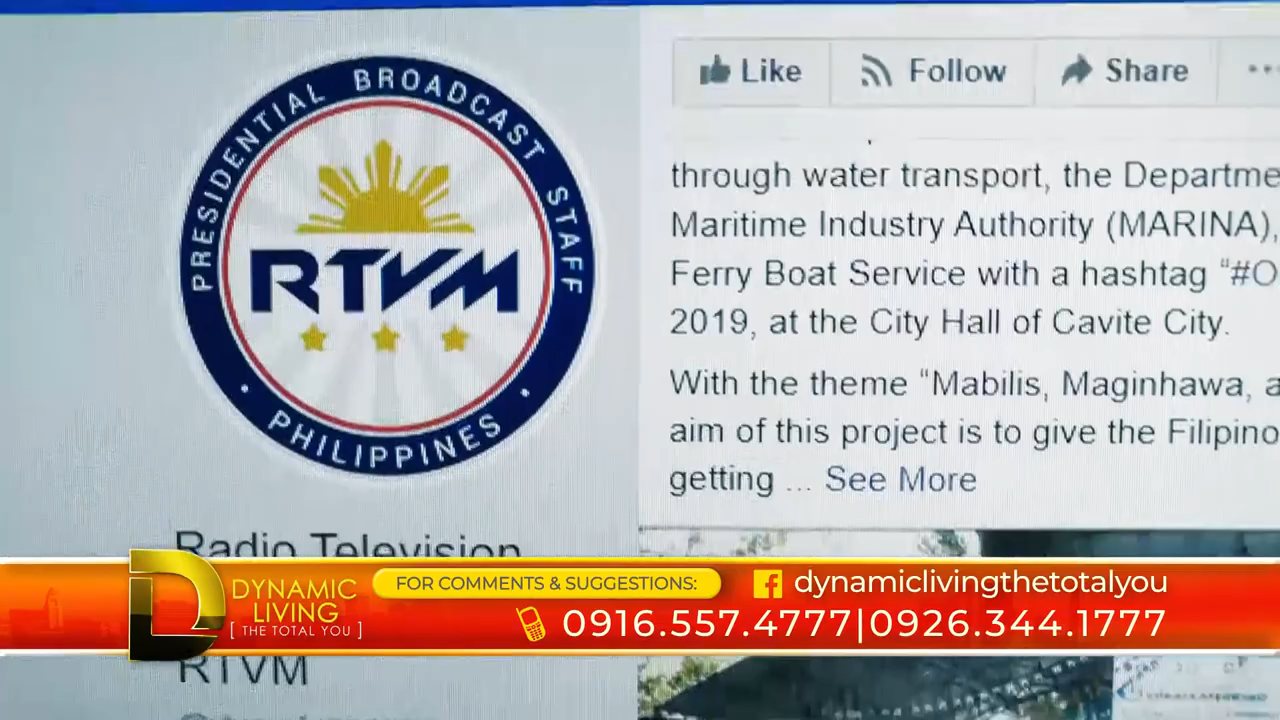 PRESIDENTIAL BROADCAST STAFF
RTVM
PHILIPPINES
Radio Television
RTVM
Like
Follow
Share
through water transport, the Departme
Maritime Industry Authority (MARINA),
Ferry Boat Service with a hashtag “#O
2019, at the City Hall of Cavite City.
With the theme “Mabilis, Maginhawa, a
aim of this project is to give the Filipino
getting ... See More
D
DYNAMIC
LIVING
[ THE TOTAL YOU ]
FOR COMMENTS & SUGGESTIONS:
dynamiclivingthetotalyou
0916.557.4777|0926.344.1777